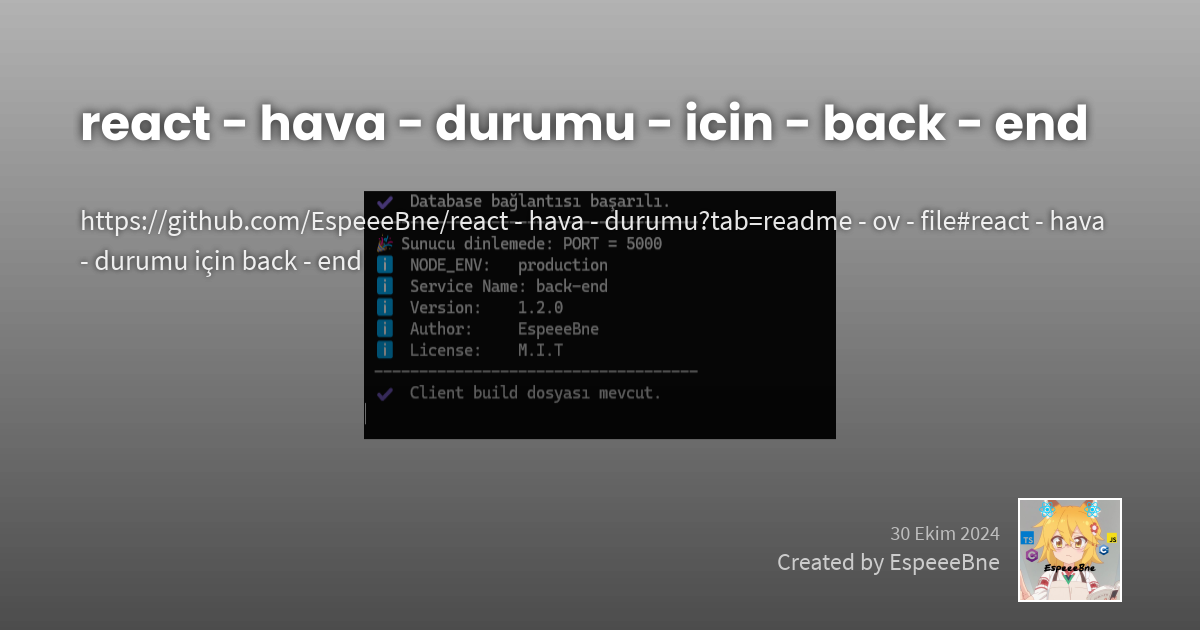 react - hava - durumu - icin - back - end
https://github.com/EspeeeBne/react - hava - durumu?tab=readme - ov - file#react - hava
- durumu için back - end
Database bağlantısı başarılı.
Sunucu dinlemede: PORT = 5000
NODE_ENV: production
Service Name: back-end
Version: 1.2.0
Author: EspeeeBne
License: M.I.T
------------------------------------
Client build dosyası mevcut.
30 Ekim 2024
Created by EspeeeBne
TS
JS
C
C
EspeeeBne